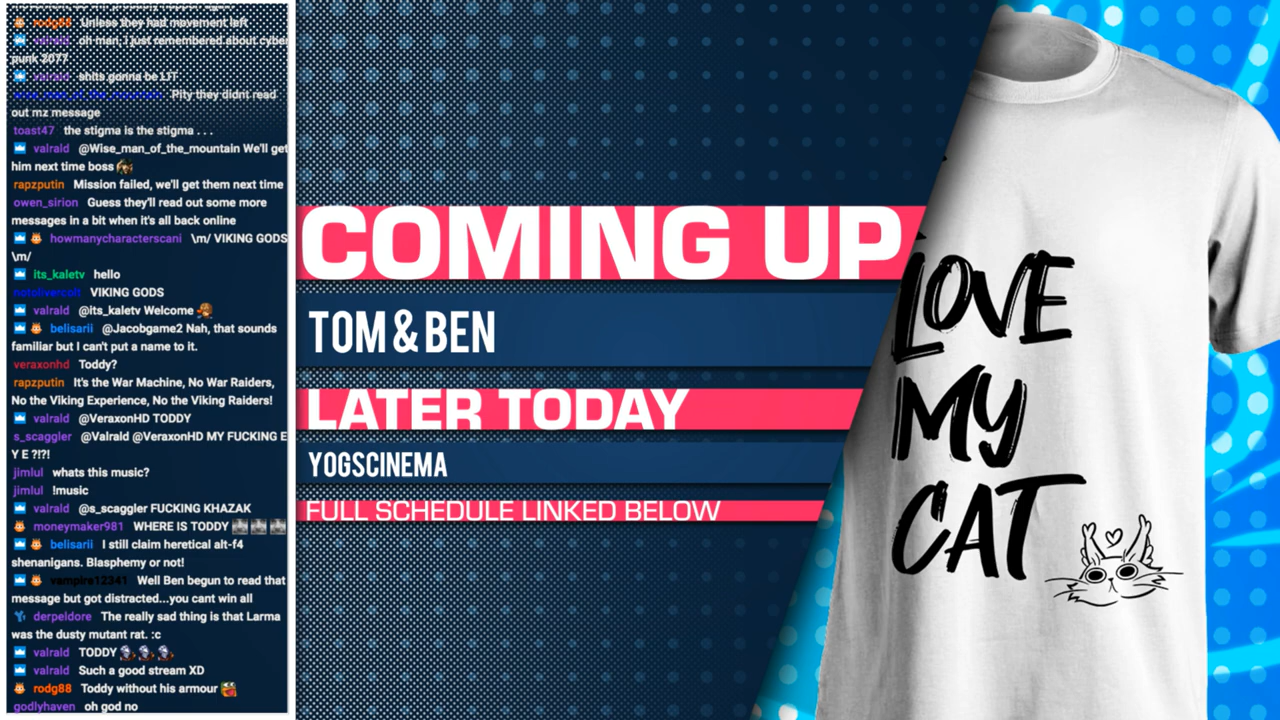 rodg88 Unless they had movement left
valrald oh man, I just remembered about cyber
punk 2077
valrald shits gonna be LIT
Pity they didnt read
out mz message
toast47 the stigma is the stigma . . .
valrald @Wise_man_of_the_mountain We'll get
him next time boss
rapzputin Mission failed, we'll get them next time
owen_sirion Guess they'll read out some more
messages in a bit when it's all back online
howmanycharacterscani \m/ VIKING GODS
\m/
its_kaletv hello
natolivercolt VIKING GODS
valrald @its_kaletv Welcome
belisarii @Jacobgame2 Nah, that sounds
familiar but I can't put a name to it.
veraxonhd Toddy?
rapzputin It's the War Machine, No War Raiders,
No the Viking Experience, No the Viking Raiders!
valrald @VeraxonHD TODDY
s_scaggler @Valrald @VeraxonHD MY FUCKING E
Y E ?!?!
jimlul whats this music?
jimlul !music
valrald @s_scaggler FUCKING KHAZAK
moneymaker981 WHERE IS TODDY
belisarii I still claim heretical alt-f4
shenanigans. Blasphemy or not!
vampire12341 Well Ben begun to read that
message but got distracted...you cant win all
derpeldore The really sad thing is that Larma
was the dusty mutant rat. :c
valrald TODDY
valrald Such a good stream XD
rodg88 Toddy without his armour
godlyhaven oh god no
COMING UP
TOM & BEN
LATER TODAY
YOGSCINEMA
FULL SCHEDULE LINKED BELOW
LOVE
MY
CAT